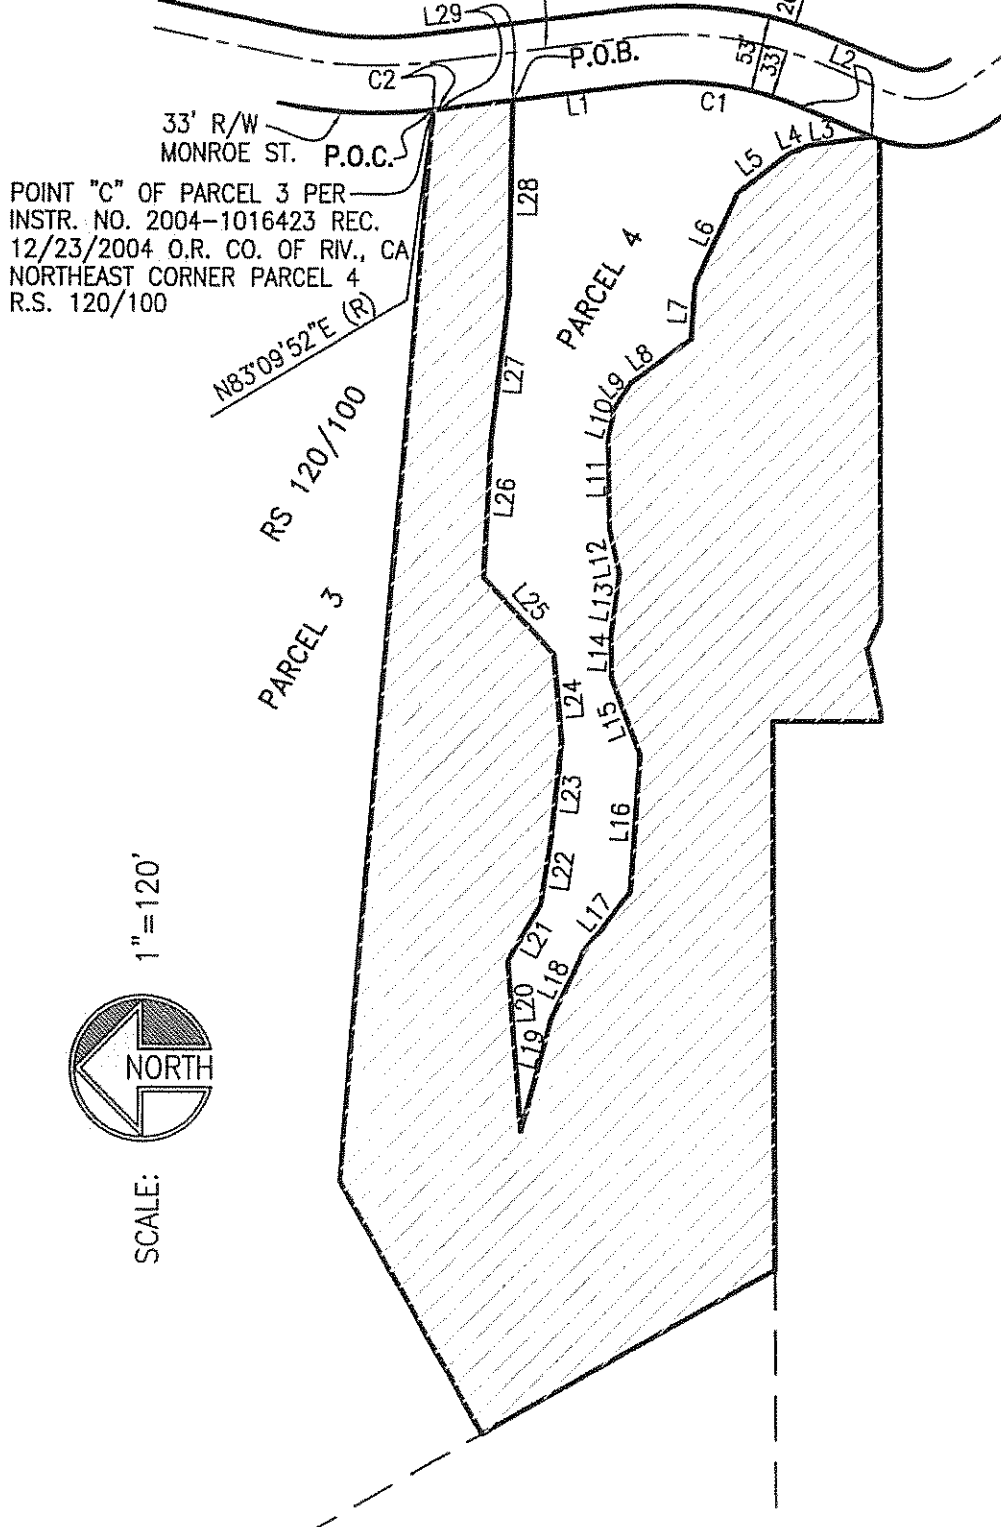 L29
20
53'
33'
L2
C2
P.O.B.
L1
C1
33' R/W
MONROE ST. P.O.C.
L4
L3
L5
POINT "C" OF PARCEL 3 PER
INSTR. NO. 2004-1016423 REC.
12/23/2004 O.R. CO. OF RIV., CA
NORTHEAST CORNER PARCEL 4
R.S. 120/100
L28
L6
PARCEL 4
N83°09'52"E (R)
L7
L8
L27
L9
L10
RS 120/100
L11
L26
L12
L25
L13
PARCEL 3
L14
L24
L15
L23
L16
1"=120'
L22
L17
L21
L18
L20
L19
NORTH
SCALE: